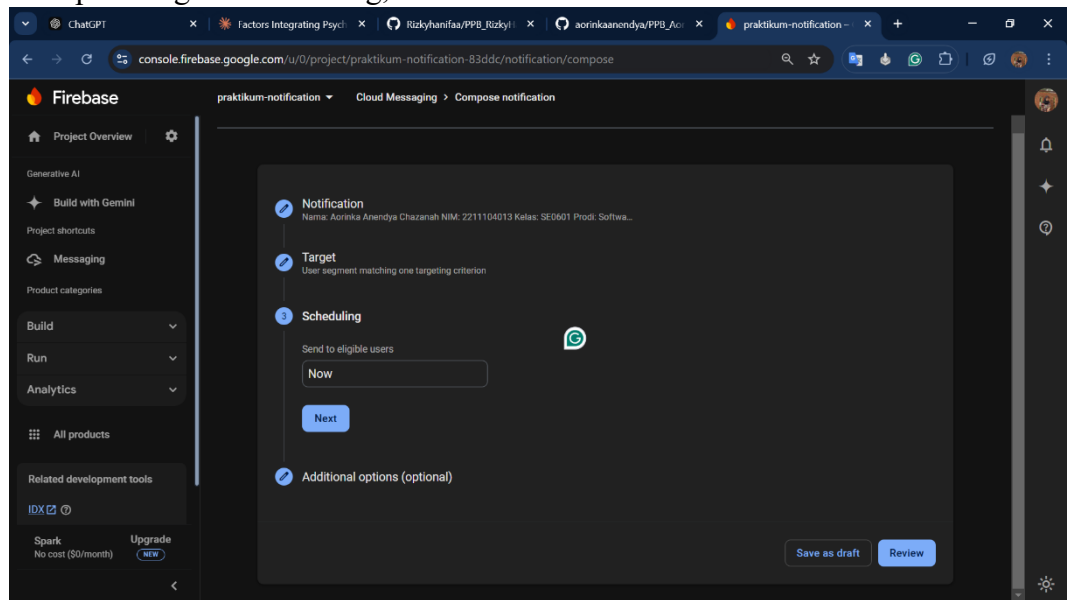 ChatGPT
Factors Integrating Psych
Rizkyhanifaa/PPB_RizkyH
aorinkaanendya/PPB_Aor
praktikum-notification –
console.firebase.google.com/u/0/project/praktikum-notification-83ddc/notification/compose
Firebase
praktikum-notification
Cloud Messaging > Compose notification
Project Overview
Generative AI
Build with Gemini
Project shortcuts
Messaging
Product categories
Build
Run
Analytics
All products
Related development tools
IDX
Spark
No cost ($0/month)
Upgrade
NEW
Notification
Nama: Aorinka Anendya Chazanah NIM: 2211104013 Kelas: SE0601 Prodi: Softwa...
Target
User segment matching one targeting criterion
3 Scheduling
Send to eligible users
Now
Next
Additional options (optional)
Save as draft
Review